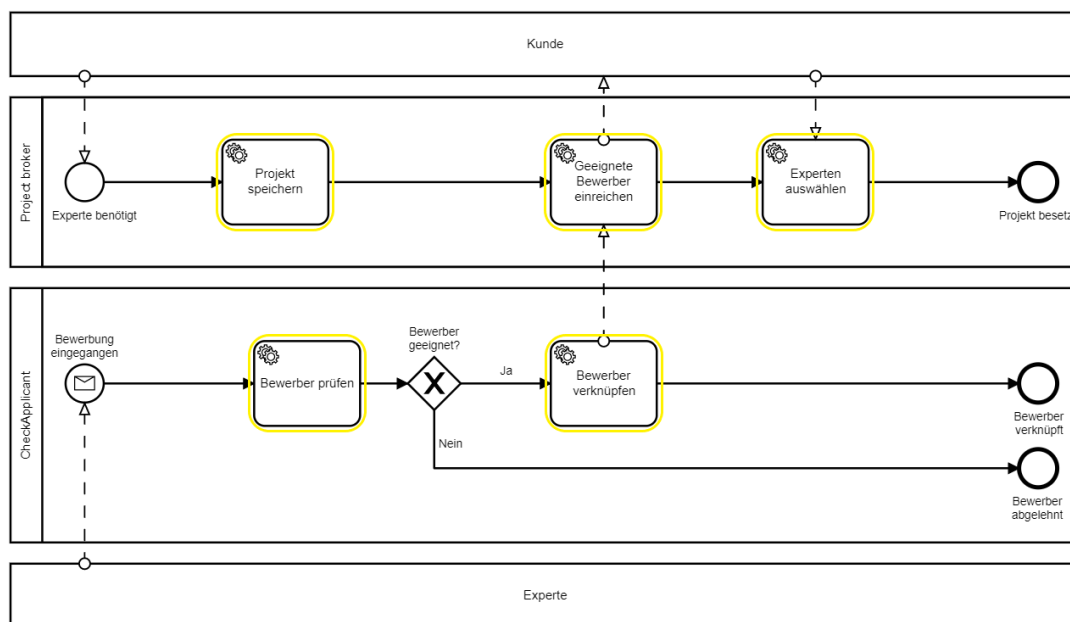 Kunde
Project broker
Experte benötigt
Projekt
speichern
Geeignete
Bewerber
einreichen
Experten
auswählen
Projekt besetz
CheckApplicant
Bewerbung
eingegangen
Bewerber prüfen
Bewerber
geeignet?
Ja
Nein
Bewerber
verknüpfen
Bewerber
verknüpft
Bewerber
abgelehnt
Experte